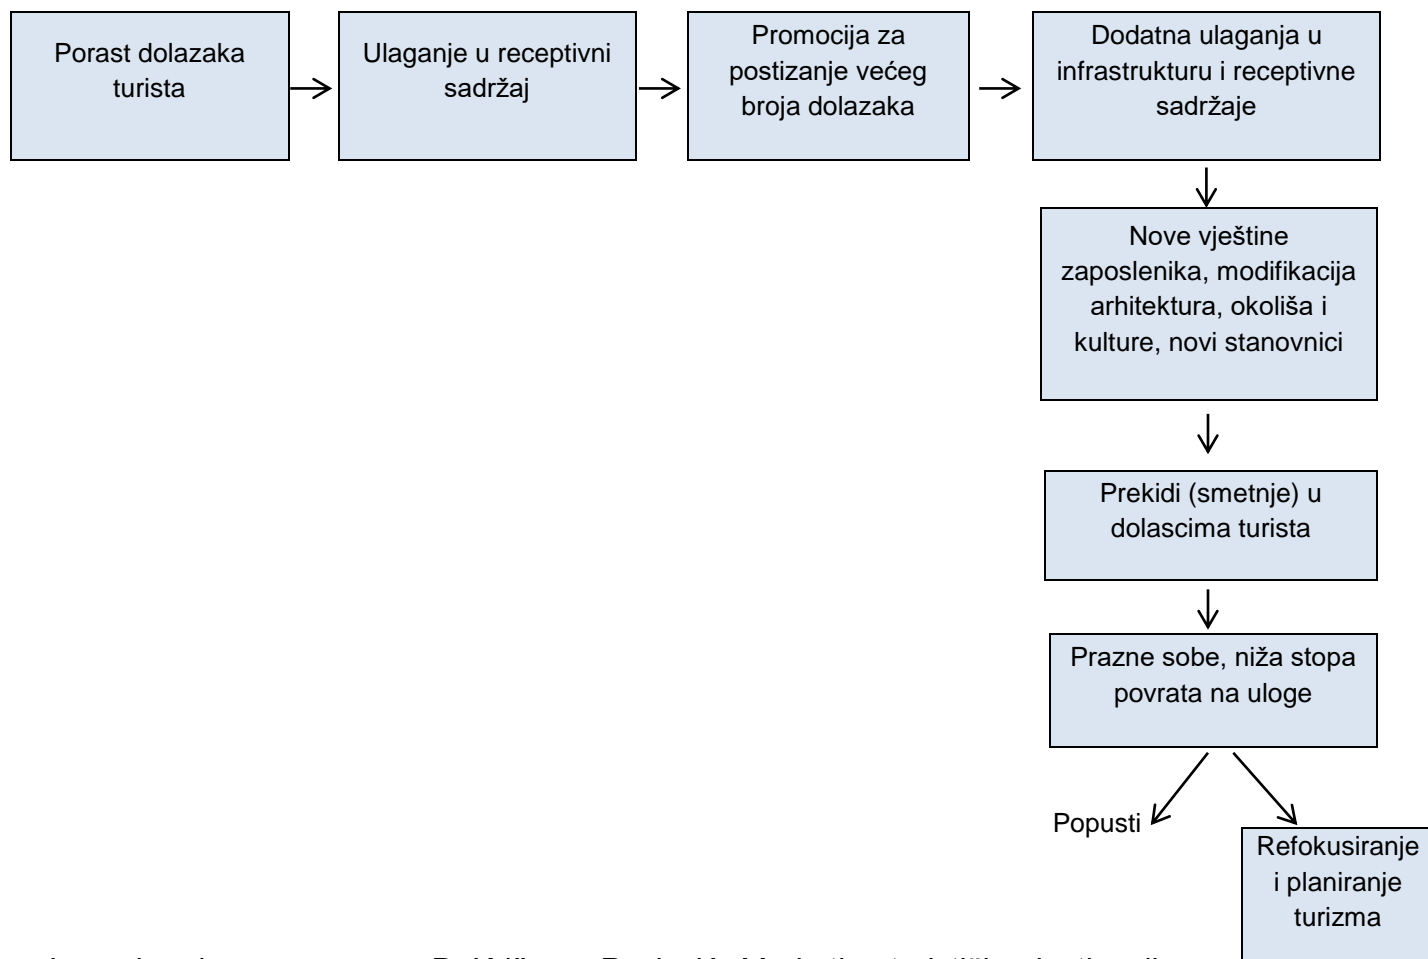 Porast dolazaka
turista
Ulaganje u receptivni
sadržaj
Promocija za
postizanje većeg
broja dolazaka
Dodatna ulaganja u
infrastrukturu i receptivne
sadržaje
Nove vještine
zaposlenika, modifikacija
arhitektura, okoliša i
kulture, novi stanovnici
Prekidi (smetnje) u
dolascima turista
Prazne sobe, niža stopa
povrata na uloge
Popusti
Refokusiranje
i planiranje
turizma